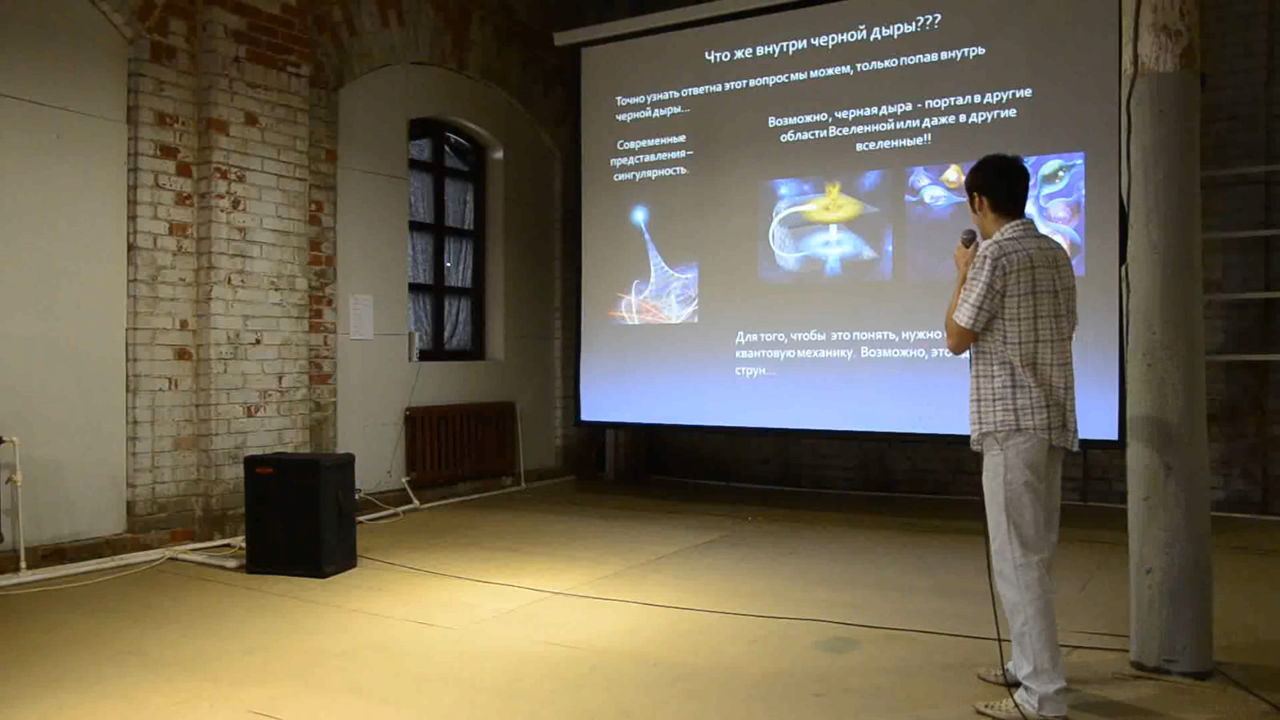 Что же внутри черной дыры???
Точно узнать ответна этот вопрос мы можем, только попав внутрь
черной дыры...
Современные
представления–
сингулярность.
Возможно, черная дыра - портал в другие
области Вселенной или даже в другие
вселенные!!
Для того, чтобы это понять, нужно
квантовую механику. Возможно,
струн...